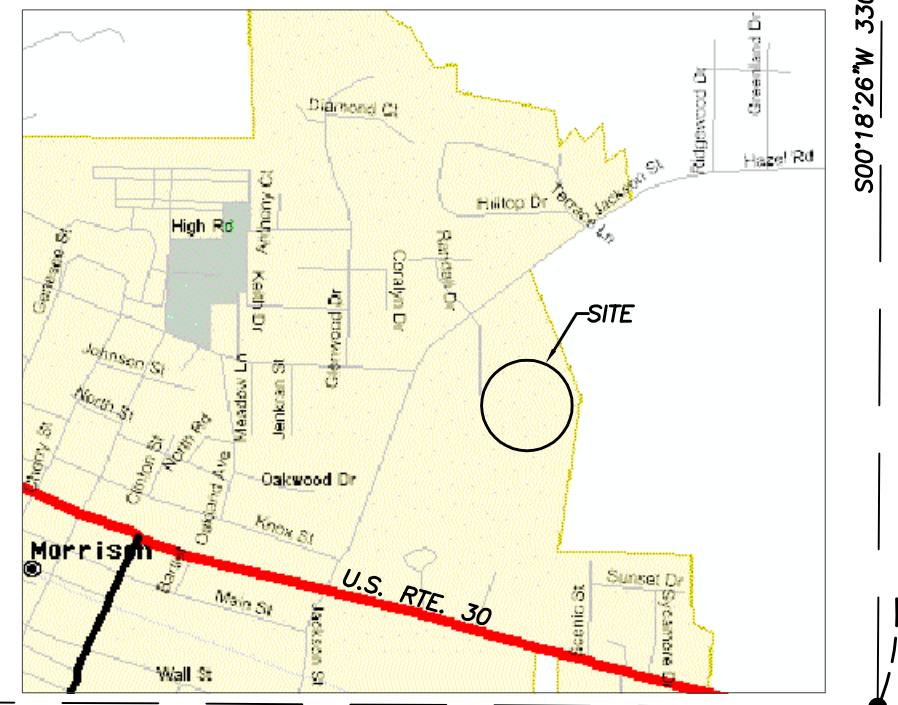 S00°18'26"W 330
Greenland Dr
Ridgewood Dr
Diamond Ct
Hazel Rd
Jackson St
Terrace Ln
Hilltop Dr
High Rd
Anthony Ct
Randall Dr
Coralyn Dr
Genesee St
Keith Dr
Glenwood Dr
SITE
Johnson St
Meadow Ln
North St
North Rd
Cherry St
Clinton St
Oakland Ave
Oakwood Dr
Knox St
Morrison
U.S. RTE. 30
Main St
Jackson St
Scenic St
Sunset Dr
Sycamore Dr
Wall St